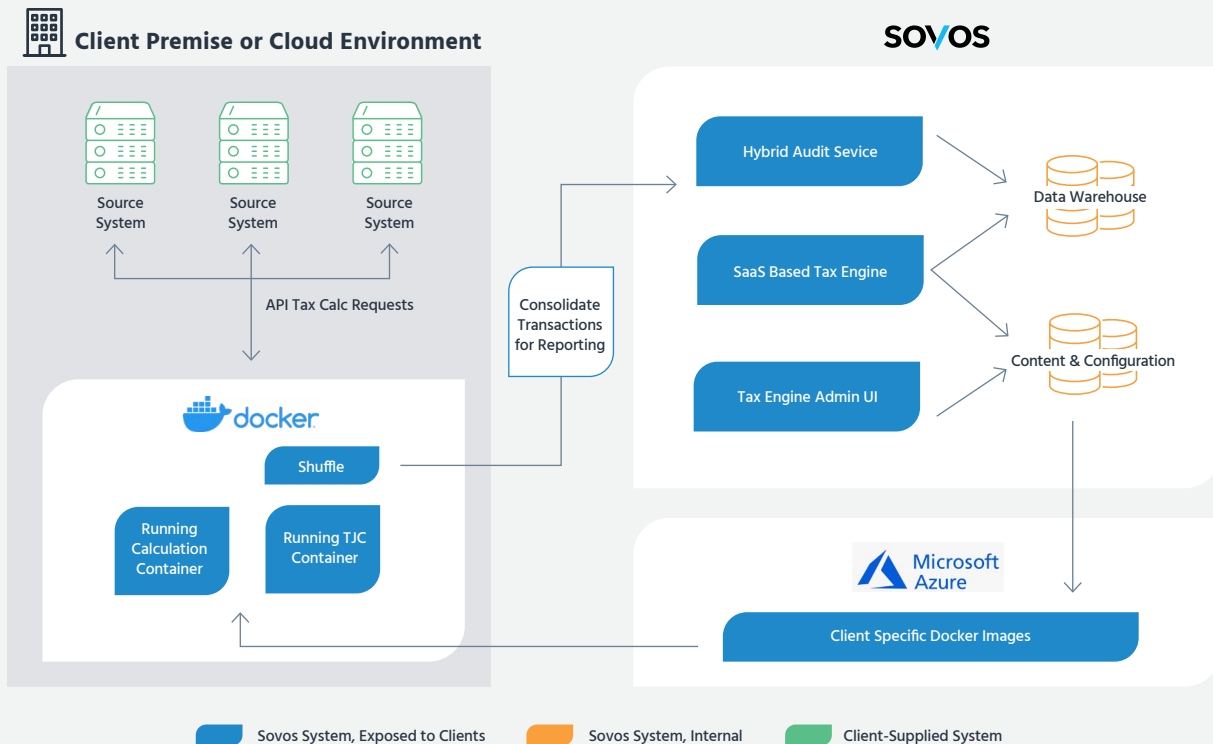 Client Premise or Cloud Environment
SOVOS
Source
System
Source
System
Source
System
API Tax Calc Requests
docker
Shuffle
Running
Calculation
Container
Running TJC
Container
Consolidate
Transactions
for Reporting
Hybrid Audit Sevice
SaaS Based Tax Engine
Tax Engine Admin UI
Data Warehouse
Content & Configuration
Microsoft
Azure
Client Specific Docker Images
Sovos System, Exposed to Clients
Sovos System, Internal
Client-Supplied System